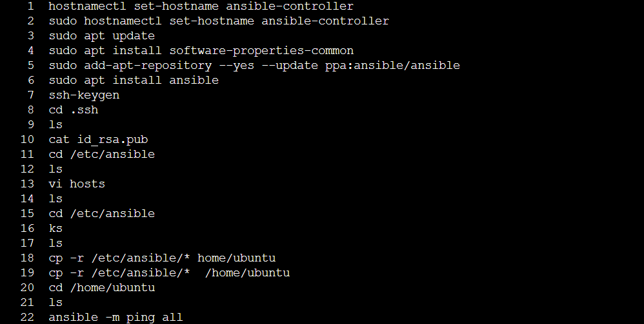 1 hostnamectl set-hostname ansible-controller
2 sudo hostnamectl set-hostname ansible-controller
3 sudo apt update
4 sudo apt install software-properties-common
5 sudo add-apt-repository --yes --update ppa:ansible/ansible
6 sudo apt install ansible
7 ssh-keygen
8 cd .ssh
9 ls
10 cat id_rsa.pub
11 cd /etc/ansible
12 ls
13 vi hosts
14 ls
15 cd /etc/ansible
16 ks
17 ls
18 cp -r /etc/ansible/* home/ubuntu
19 cp -r /etc/ansible/*  /home/ubuntu
20 cd /home/ubuntu
21 ls
22 ansible -m ping all